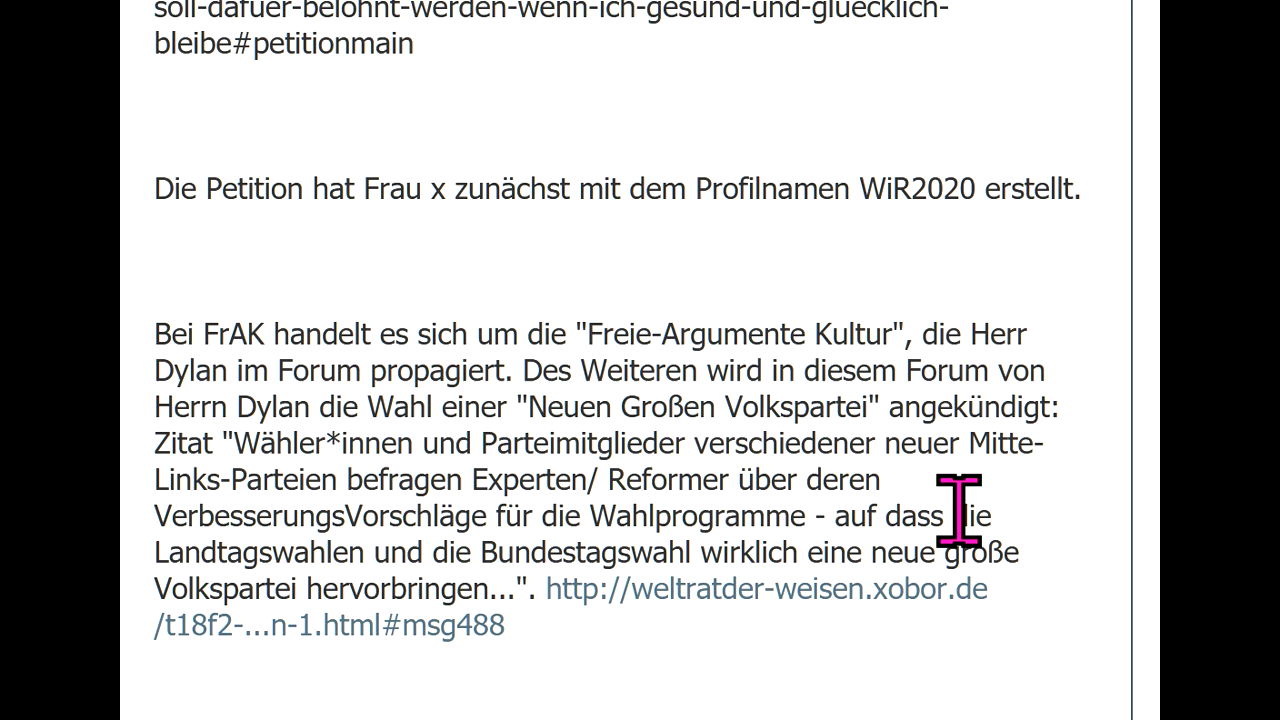 soll-dafuer-belohnt-werden-wenn-ich-gesund-und-gluecklich-
bleibe#petitionmain
Die Petition hat Frau x zunächst mit dem Profilnamen WiR2020 erstellt.
Bei FrAK handelt es sich um die "Freie-Argumente Kultur", die Herr
Dylan im Forum propagiert. Des Weiteren wird in diesem Forum von
Herrn Dylan die Wahl einer "Neuen Großen Volkspartei" angekündigt:
Zitat "Wähler*innen und Parteimitglieder verschiedener neuer Mitte-
Links-Parteien befragen Experten/ Reformer über deren
VerbesserungsVorschläge für die Wahlprogramme - auf dass die
Landtagswahlen und die Bundestagswahl wirklich eine neue große
Volkspartei hervorbringen...". http://weltratder-weisen.xobor.de
/t18f2-...n-1.html#msg488